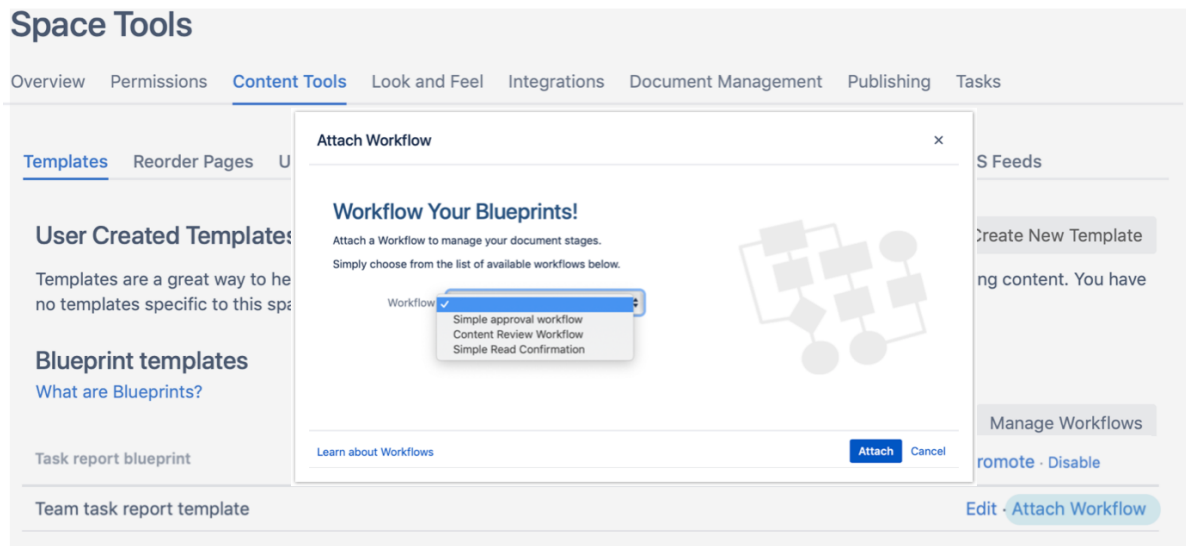 Space Tools
Overview Permissions Content Tools Look and Feel Integrations Document Management Publishing Tasks
Attach Workflow
Templates Reorder Pages U S Feeds
Workflow Your Blueprints!
User Created Templates Create New Template
Attach a Workflow to manage your document stages.
Simply choose from the list of available workflows below.
Templates are a great way to he ng content. You have
no templates specific to this spa
Workflow
Simple approval workflow
Content Review Workflow
Simple Read Confirmation
Blueprint templates
What are Blueprints?
Manage Workflows
Learn about Workflows Attach Cancel
Task report blueprint romote · Disable
Team task report template Edit · Attach Workflow